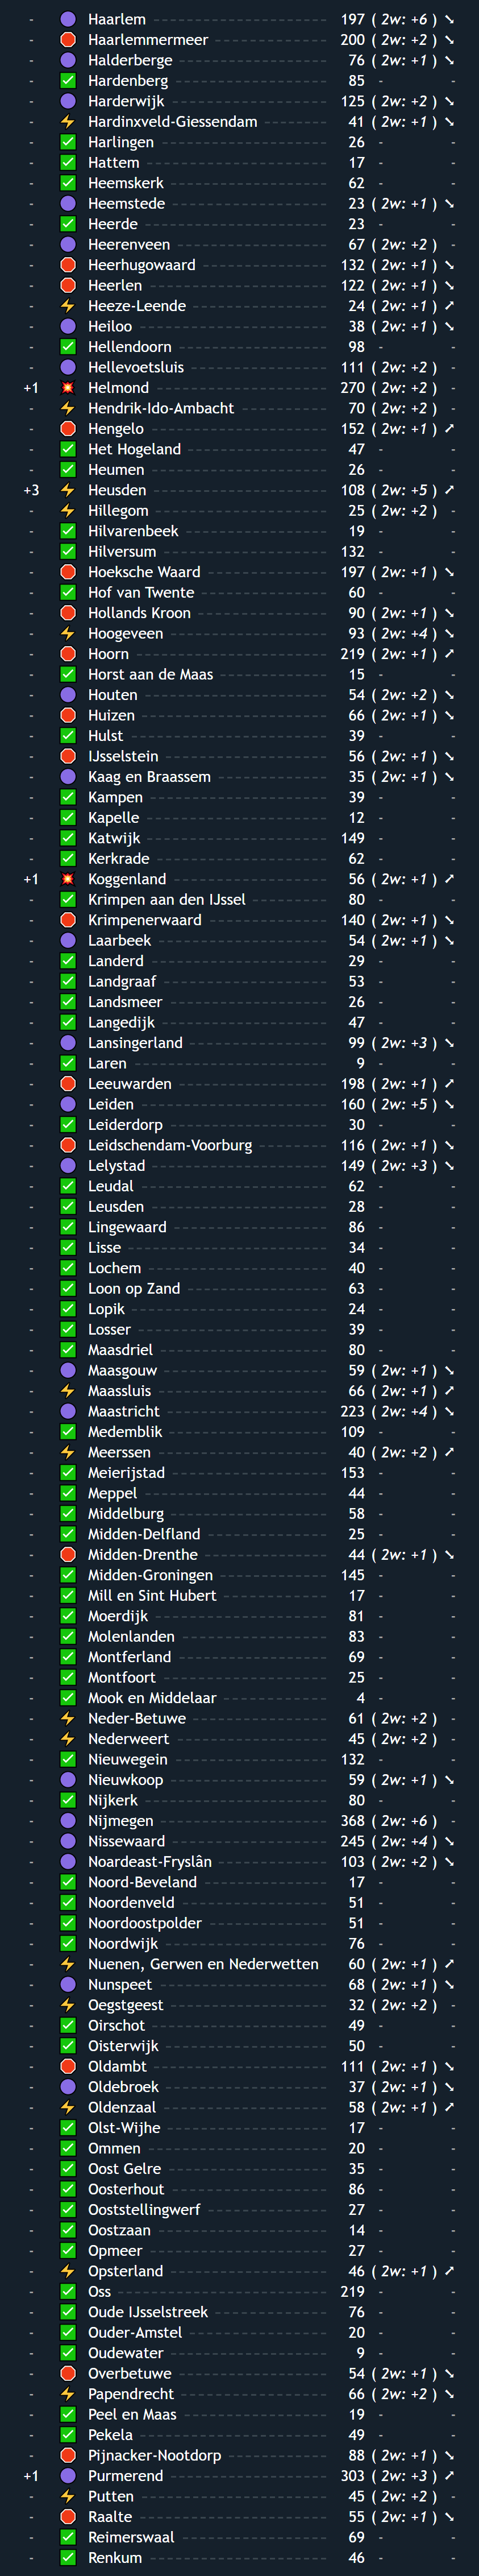 - Haarlem 197 ( 2w: +6 ) ↘
- Haarlemmermeer 200 ( 2w: +2 ) ↘
- Halderberge 76 ( 2w: +1 ) ↘
- Hardenberg 85 - -
- Harderwijk 125 ( 2w: +2 ) ↘
- Hardinxveld-Giessendam 41 ( 2w: +1 ) ↘
- Harlingen 26 - -
- Hattem 17 - -
- Heemskerk 62 - -
- Heemstede 23 ( 2w: +1 ) ↘
- Heerde 23 - -
- Heerenveen 67 ( 2w: +2 ) -
- Heerhugowaard 132 ( 2w: +1 ) ↘
- Heerlen 122 ( 2w: +1 ) ↘
- Heeze-Leende 24 ( 2w: +1 ) ↗
- Heiloo 38 ( 2w: +1 ) ↘
- Hellendoorn 98 - -
- Hellevoetsluis 111 ( 2w: +2 ) -
+1 Helmond 270 ( 2w: +2 ) -
- Hendrik-Ido-Ambacht 70 ( 2w: +2 ) -
- Hengelo 152 ( 2w: +1 ) ↗
- Het Hogeland 47 - -
- Heumen 26 - -
+3 Heusden 108 ( 2w: +5 ) ↗
- Hillegom 25 ( 2w: +2 ) -
- Hilvarenbeek 19 - -
- Hilversum 132 - -
- Hoeksche Waard 197 ( 2w: +1 ) ↘
- Hof van Twente 60 - -
- Hollands Kroon 90 ( 2w: +1 ) ↘
- Hoogeveen 93 ( 2w: +4 ) ↘
- Hoorn 219 ( 2w: +1 ) ↗
- Horst aan de Maas 15 - -
- Houten 54 ( 2w: +2 ) ↘
- Huizen 66 ( 2w: +1 ) ↘
- Hulst 39 - -
- IJsselstein 56 ( 2w: +1 ) ↘
- Kaag en Braassem 35 ( 2w: +1 ) ↘
- Kampen 39 - -
- Kapelle 12 - -
- Katwijk 149 - -
- Kerkrade 62 - -
+1 Koggenland 56 ( 2w: +1 ) ↗
- Krimpen aan den IJssel 80 - -
- Krimpenerwaard 140 ( 2w: +1 ) ↘
- Laarbeek 54 ( 2w: +1 ) ↘
- Landerd 29 - -
- Landgraaf 53 - -
- Landsmeer 26 - -
- Langedijk 47 - -
- Lansingerland 99 ( 2w: +3 ) ↘
- Laren 9 - -
- Leeuwarden 198 ( 2w: +1 ) ↗
- Leiden 160 ( 2w: +5 ) ↘
- Leiderdorp 30 - -
- Leidschendam-Voorburg 116 ( 2w: +1 ) ↘
- Lelystad 149 ( 2w: +3 ) ↘
- Leudal 62 - -
- Leusden 28 - -
- Lingewaard 86 - -
- Lisse 34 - -
- Lochem 40 - -
- Loon op Zand 63 - -
- Lopik 24 - -
- Losser 39 - -
- Maasdriel 80 - -
- Maasgouw 59 ( 2w: +1 ) ↘
- Maassluis 66 ( 2w: +1 ) ↗
- Maastricht 223 ( 2w: +4 ) ↘
- Medemblik 109 - -
- Meerssen 40 ( 2w: +2 ) ↗
- Meierijstad 153 - -
- Meppel 44 - -
- Middelburg 58 - -
- Midden-Delfland 25 - -
- Midden-Drenthe 44 ( 2w: +1 ) ↘
- Midden-Groningen 145 - -
- Mill en Sint Hubert 17 - -
- Moerdijk 81 - -
- Molenlanden 83 - -
- Montferland 69 - -
- Montfoort 25 - -
- Mook en Middelaar 4 - -
- Neder-Betuwe 61 ( 2w: +2 ) -
- Nederweert 45 ( 2w: +2 ) -
- Nieuwegein 132 - -
- Nieuwkoop 59 ( 2w: +1 ) ↘
- Nijkerk 80 - -
- Nijmegen 368 ( 2w: +6 ) -
- Nissewaard 245 ( 2w: +4 ) ↘
- Noardeast-Fryslân 103 ( 2w: +2 ) ↘
- Noord-Beveland 17 - -
- Noordenveld 51 - -
- Noordoostpolder 51 - -
- Noordwijk 76 - -
- Nuenen, Gerwen en Nederwetten 60 ( 2w: +1 ) ↗
- Nunspeet 68 ( 2w: +1 ) ↘
- Oegstgeest 32 ( 2w: +2 ) -
- Oirschot 49 - -
- Oisterwijk 50 - -
- Oldambt 111 ( 2w: +1 ) ↘
- Oldebroek 37 ( 2w: +1 ) ↘
- Oldenzaal 58 ( 2w: +1 ) ↗
- Olst-Wijhe 17 - -
- Ommen 20 - -
- Oost Gelre 35 - -
- Oosterhout 86 - -
- Ooststellingwerf 27 - -
- Oostzaan 14 - -
- Opmeer 27 - -
- Opsterland 46 ( 2w: +1 ) ↗
- Oss 219 - -
- Oude IJsselstreek 76 - -
- Ouder-Amstel 20 - -
- Oudewater 9 - -
- Overbetuwe 54 ( 2w: +1 ) ↘
- Papendrecht 66 ( 2w: +2 ) ↘
- Peel en Maas 19 - -
- Pekela 49 - -
- Pijnacker-Nootdorp 88 ( 2w: +1 ) ↘
+1 Purmerend 303 ( 2w: +3 ) ↗
- Putten 45 ( 2w: +2 ) -
- Raalte 55 ( 2w: +1 ) ↘
- Reimerswaal 69 - -
- Renkum 46 - -